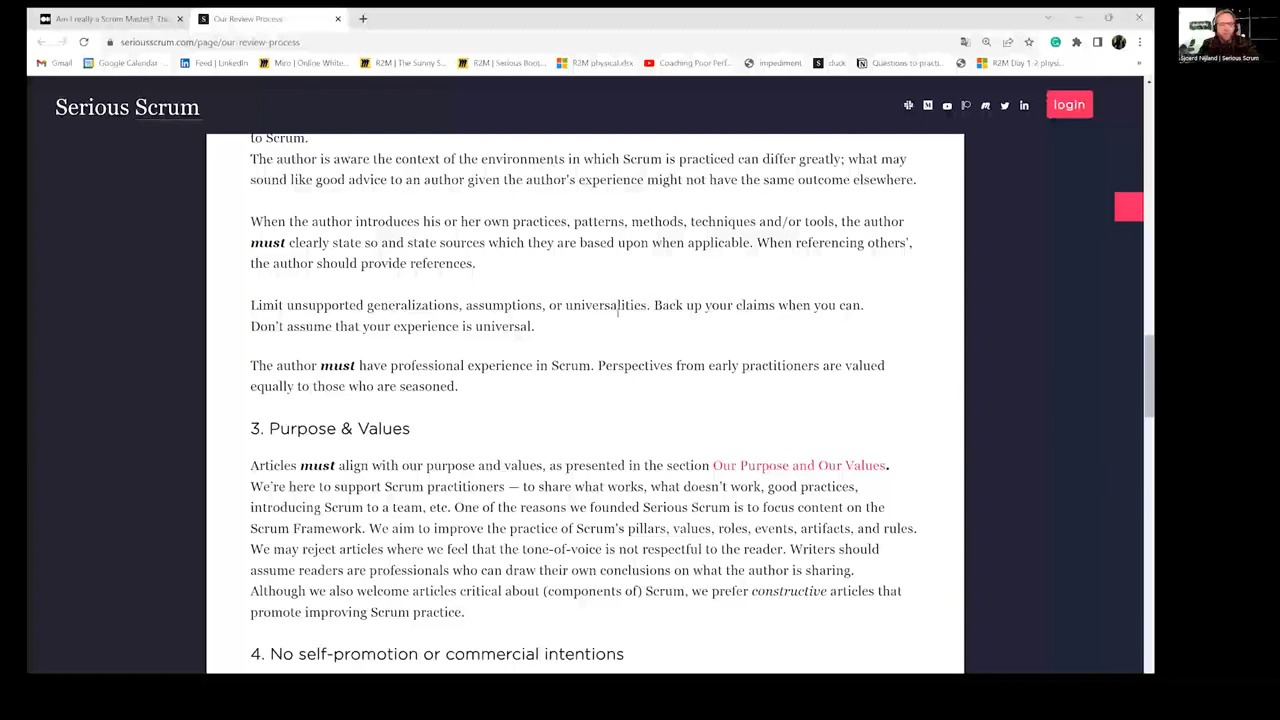 Am I really a Scrum Master? Thi
Our Review Process
seriousscrum.com/page/our-review-process
Gmail
Google Calendar
Feed | LinkedIn
Miro | Online White...
R2M | The Sunny S...
R2M | Serious Boot...
R2M physical.xlsx
Coaching Poor Perf...
impediment
cluck
Questions to practi...
R2M Day 1-2 physi...
Serious Scrum
login
Sjoerd Nijland | Serious Scrum
to Scrum.
The author is aware the context of the environments in which Scrum is practiced can differ greatly; what may
sound like good advice to an author given the author's experience might not have the same outcome elsewhere.
When the author introduces his or her own practices, patterns, methods, techniques and/or tools, the author
must clearly state so and state sources which they are based upon when applicable. When referencing others',
the author should provide references.
Limit unsupported generalizations, assumptions, or universalities. Back up your claims when you can.
Don't assume that your experience is universal.
The author must have professional experience in Scrum. Perspectives from early practitioners are valued
equally to those who are seasoned.
3. Purpose & Values
Articles must align with our purpose and values, as presented in the section Our Purpose and Our Values.
We're here to support Scrum practitioners — to share what works, what doesn't work, good practices,
introducing Scrum to a team, etc. One of the reasons we founded Serious Scrum is to focus content on the
Scrum Framework. We aim to improve the practice of Scrum's pillars, values, roles, events, artifacts, and rules.
We may reject articles where we feel that the tone-of-voice is not respectful to the reader. Writers should
assume readers are professionals who can draw their own conclusions on what the author is sharing.
Although we also welcome articles critical about (components of) Scrum, we prefer constructive articles that
promote improving Scrum practice.
4. No self-promotion or commercial intentions